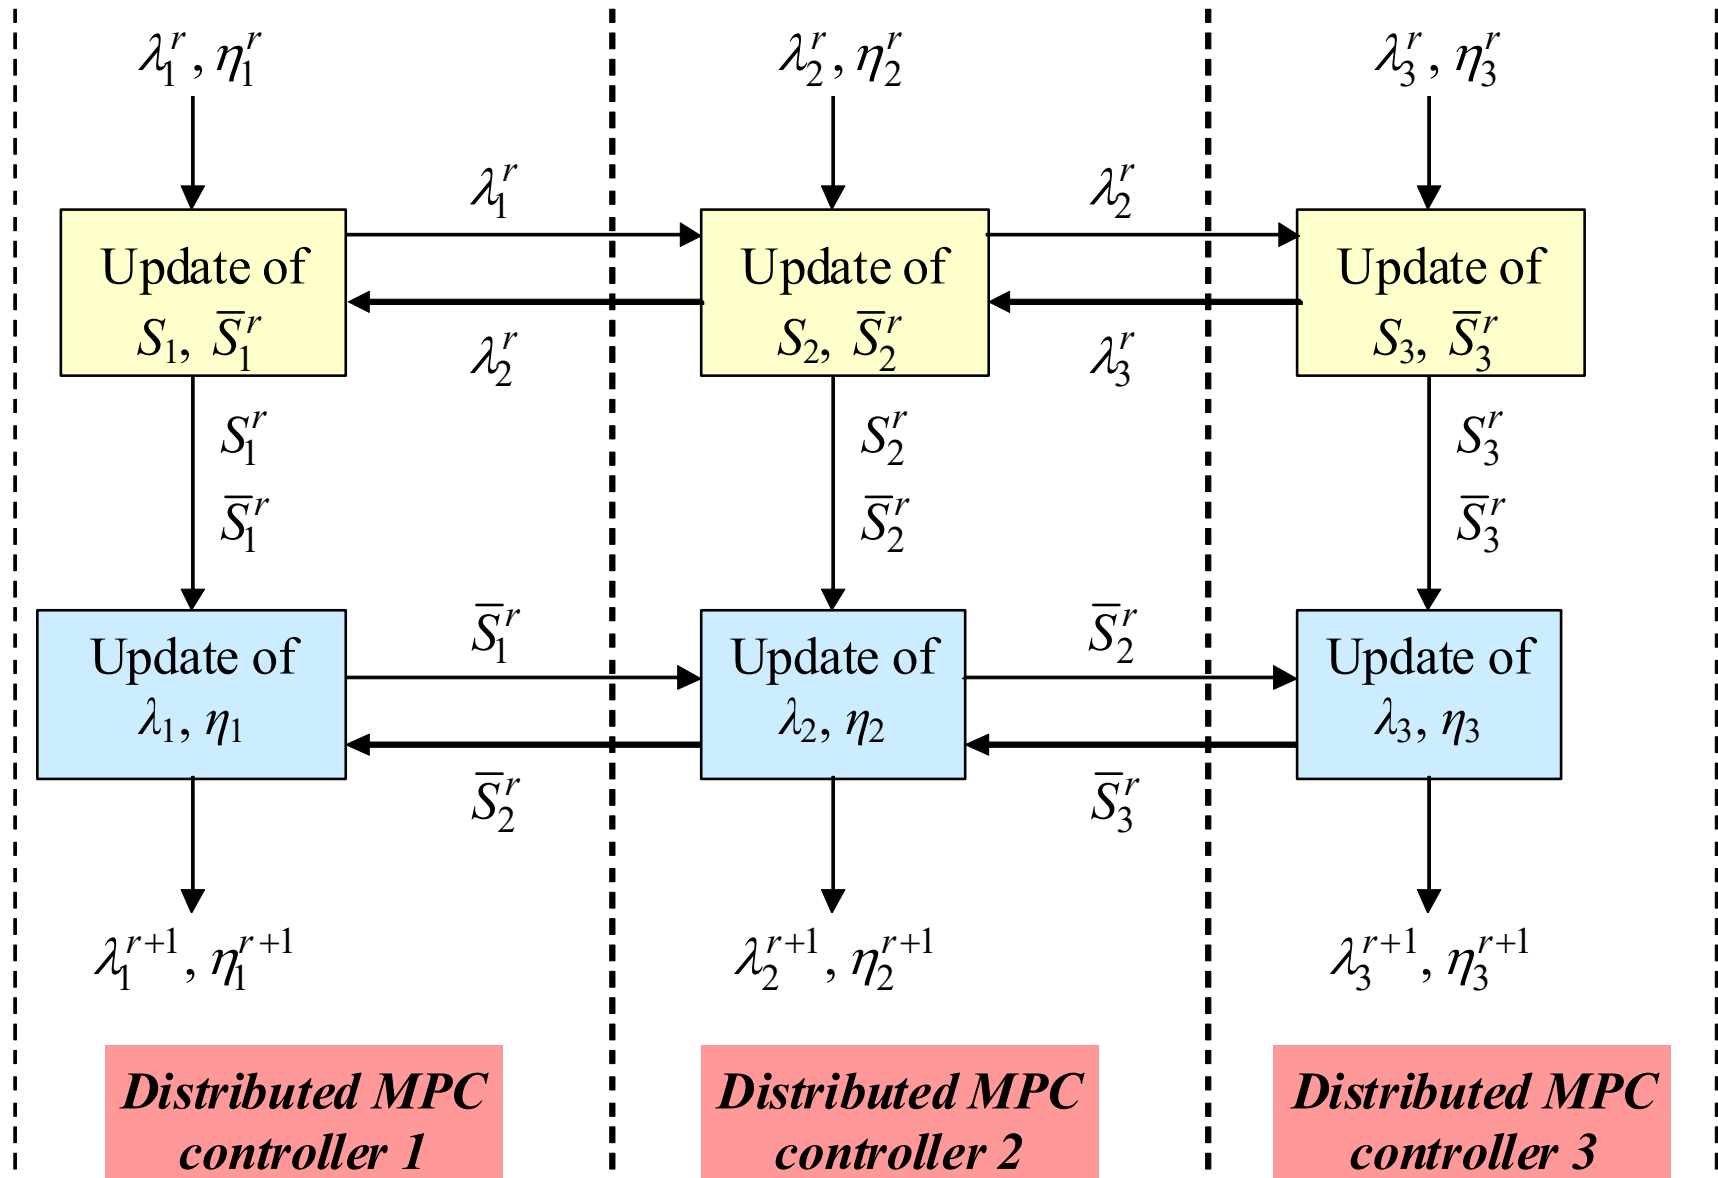 λ₁ʳ, η₁ʳ
λ₂ʳ, η₂ʳ
λ₃ʳ, η₃ʳ
λ₁ʳ
λ₂ʳ
Update of
S₁, S̅₁ʳ
Update of
S₂, S̅₂ʳ
Update of
S₃, S̅₃ʳ
λ₂ʳ
λ₃ʳ
S₁ʳ
S̅₁ʳ
S₂ʳ
S̅₂ʳ
S₃ʳ
S̅₃ʳ
S̅₁ʳ
S̅₂ʳ
Update of
λ₁, η₁
Update of
λ₂, η₂
Update of
λ₃, η₃
S̅₂ʳ
S̅₃ʳ
λ₁ʳ⁺¹, η₁ʳ⁺¹
λ₂ʳ⁺¹, η₂ʳ⁺¹
λ₃ʳ⁺¹, η₃ʳ⁺¹
Distributed MPC
controller 1
Distributed MPC
controller 2
Distributed MPC
controller 3